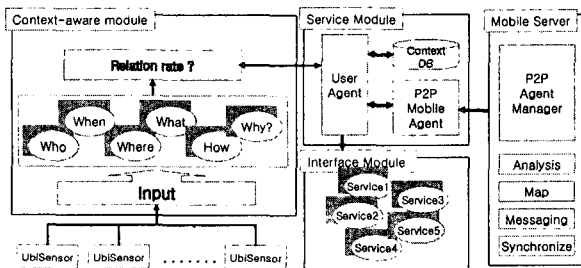 Context-aware module
Relation rate ?
When
What
Why?
Who
Where
How
Input
UbiSensor
UbiSensor
........
UbiSensor
Service Module
User
Agent
Context
DB
P2P
Mobile
Agent
Interface Module
Service1
Service3
Service2
Service5
Service4
Mobile Server
P2P
Agent
Manager
Analysis
Map
Messaging
Synchronize